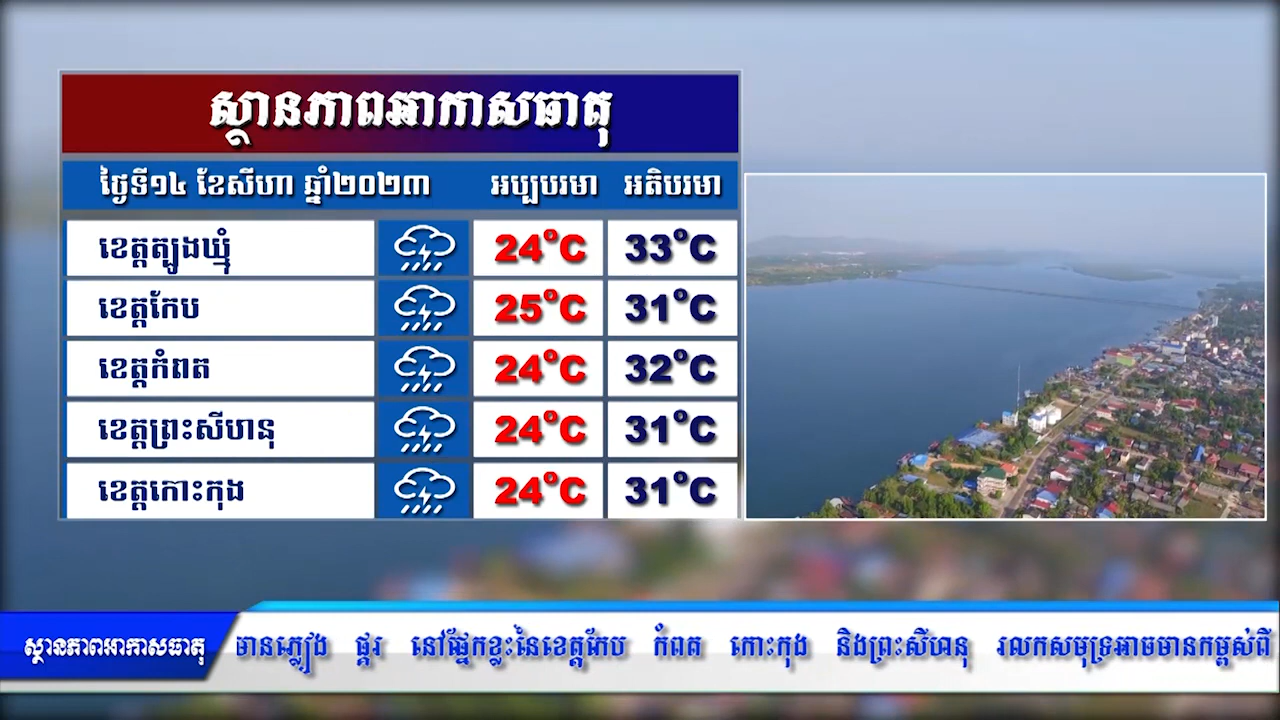 ស្ថានភាពអាកាសធាតុ
ថ្ងៃទី១៤ ខែសីហា ឆ្នាំ២០២៣ អប្បបរមា អតិបរមា
ខេត្តត្បូងឃ្មុំ 24°C 33°C
ខេត្តកែប 25°C 31°C
ខេត្តកំពត 24°C 32°C
ខេត្តព្រះសីហនុ 24°C 31°C
ខេត្តកោះកុង 24°C 31°C
ស្ថានភាពអាកាសធាតុ មានភ្លៀង ផ្គរ នៅផ្នែកខ្លះនៃខេត្តកែប កំពត កោះកុង និងព្រះសីហនុ រលកសមុទ្រអាចមានកម្ពស់ពី